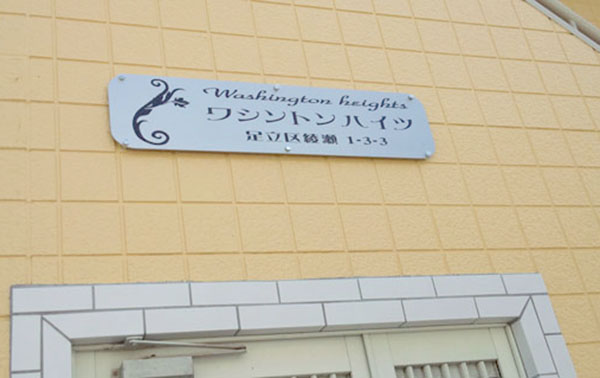 Washington heights
ワシントンハイツ
足立区綾瀬 1-3-3